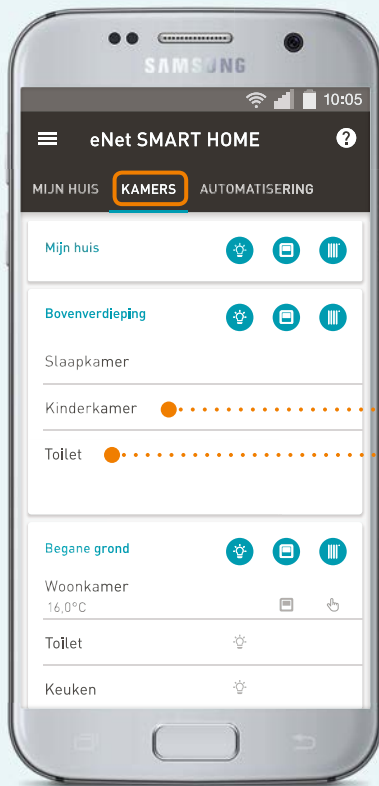 SAMSUNG
10:05
eNet SMART HOME ?
MIJN HUIS KAMERS AUTOMATISERING
Mijn huis
Bovenverdieping
Slaapkamer
Kinderkamer
Toilet
Begane grond
Woonkamer
16,0°C
Toilet
Keuken